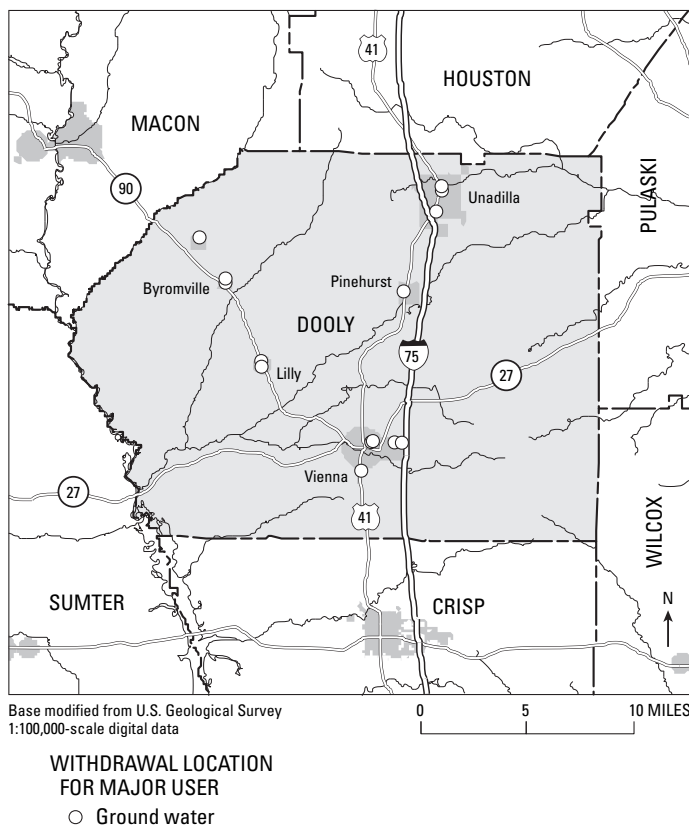 41
HOUSTON
MACON
90
Unadilla
PULASKI
Byromville
Pinehurst
DOOLY
75
Lilly
27
Vienna
27
41
WILCOX
SUMTER
CRISP
N
Base modified from U.S. Geological Survey
1:100,000-scale digital data
0 5 10 MILES
WITHDRAWAL LOCATION
FOR MAJOR USER
Ground water